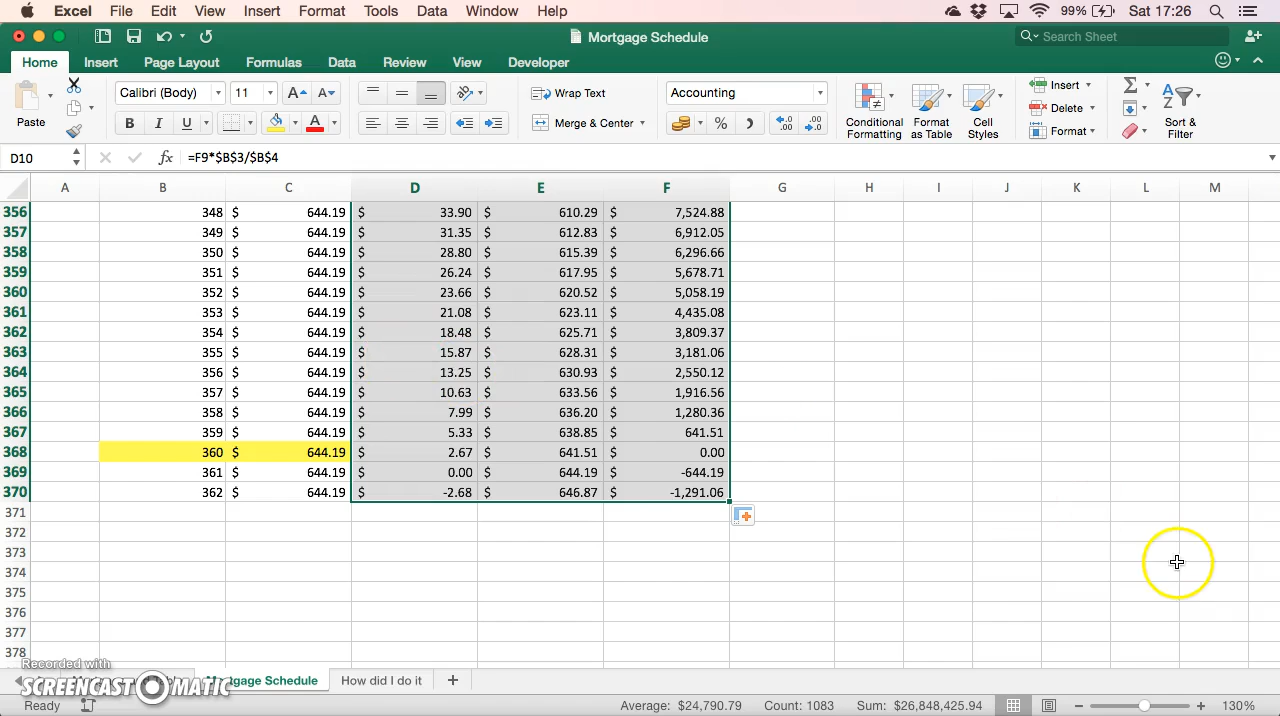 Excel File Edit View Insert Format Tools Data Window Help 99% Sat 17:26
Mortgage Schedule
Search Sheet
Home Insert Page Layout Formulas Data Review View Developer
Paste
Calibri (Body) 11 A A
B I U A
Wrap Text
Merge & Center
Accounting
%
Conditional Formatting
Format as Table
Cell Styles
Insert
Delete
Format
Sort & Filter
D10 fx =F9*$B$3/$B$4
A B C D E F G H I J K L M
356 348 $ 644.19 $ 33.90 $ 610.29 $ 7,524.88
357 349 $ 644.19 $ 31.35 $ 612.83 $ 6,912.05
358 350 $ 644.19 $ 28.80 $ 615.39 $ 6,296.66
359 351 $ 644.19 $ 26.24 $ 617.95 $ 5,678.71
360 352 $ 644.19 $ 23.66 $ 620.52 $ 5,058.19
361 353 $ 644.19 $ 21.08 $ 623.11 $ 4,435.08
362 354 $ 644.19 $ 18.48 $ 625.71 $ 3,809.37
363 355 $ 644.19 $ 15.87 $ 628.31 $ 3,181.06
364 356 $ 644.19 $ 13.25 $ 630.93 $ 2,550.12
365 357 $ 644.19 $ 10.63 $ 633.56 $ 1,916.56
366 358 $ 644.19 $ 7.99 $ 636.20 $ 1,280.36
367 359 $ 644.19 $ 5.33 $ 638.85 $ 641.51
368 360 $ 644.19 $ 2.67 $ 641.51 $ 0.00
369 361 $ 644.19 $ 0.00 $ 644.19 $ -644.19
370 362 $ 644.19 $ -2.68 $ 646.87 $ -1,291.06
371
372
373
374
375
376
377
378
Recorded with
SCREENCAST MATIC
Mortgage Schedule How did I do it
Ready Average: $24,790.79 Count: 1083 Sum: $26,848,425.94 130%